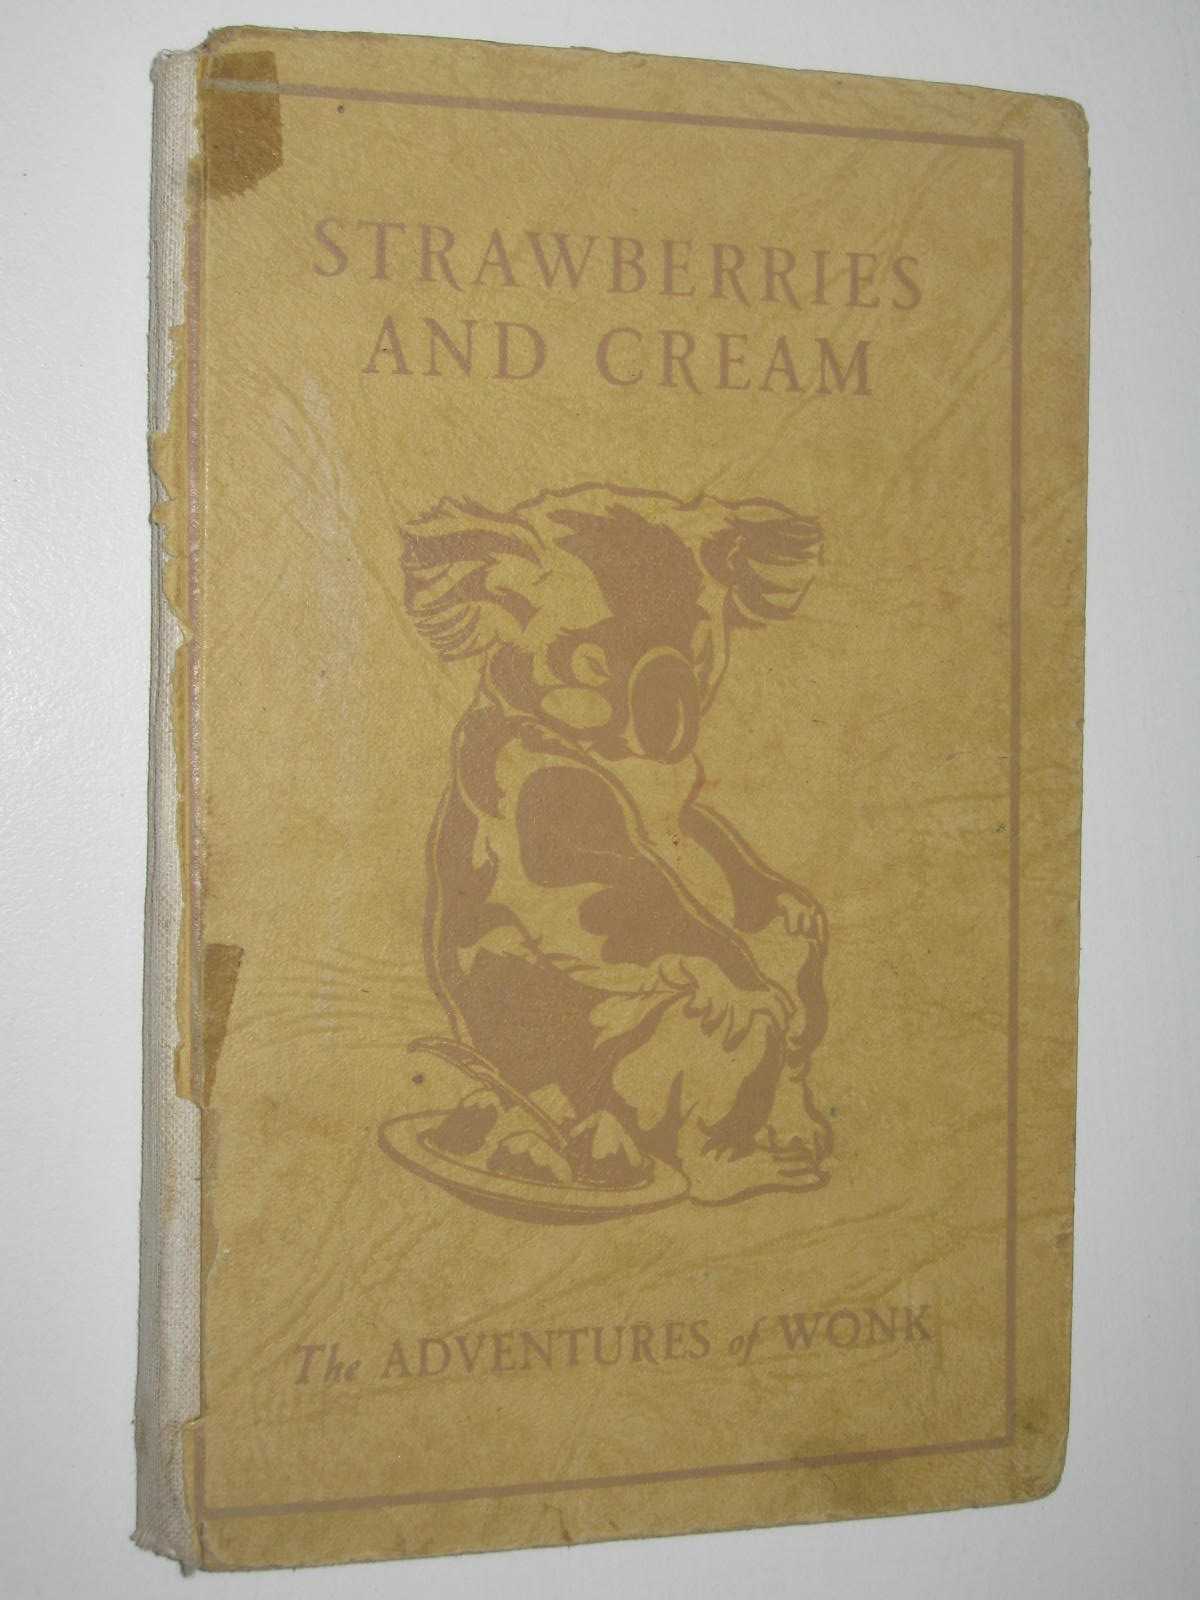 STRAWBERRIES
AND CREAM
The ADVENTURES of WONK